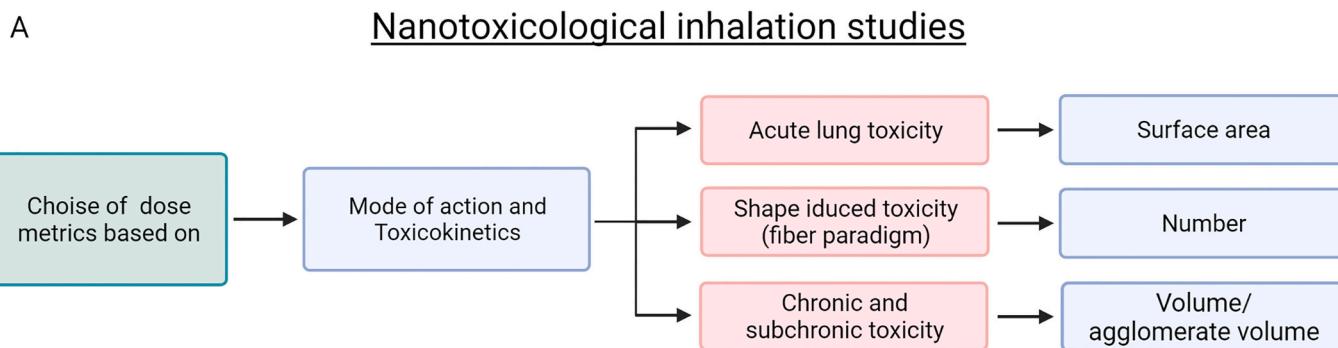 A
Nanotoxicological inhalation studies
Choise of dose
metrics based on
Mode of action and
Toxicokinetics
Acute lung toxicity
Surface area
Shape iduced toxicity
(fiber paradigm)
Number
Chronic and
subchronic toxicity
Volume/
agglomerate volume